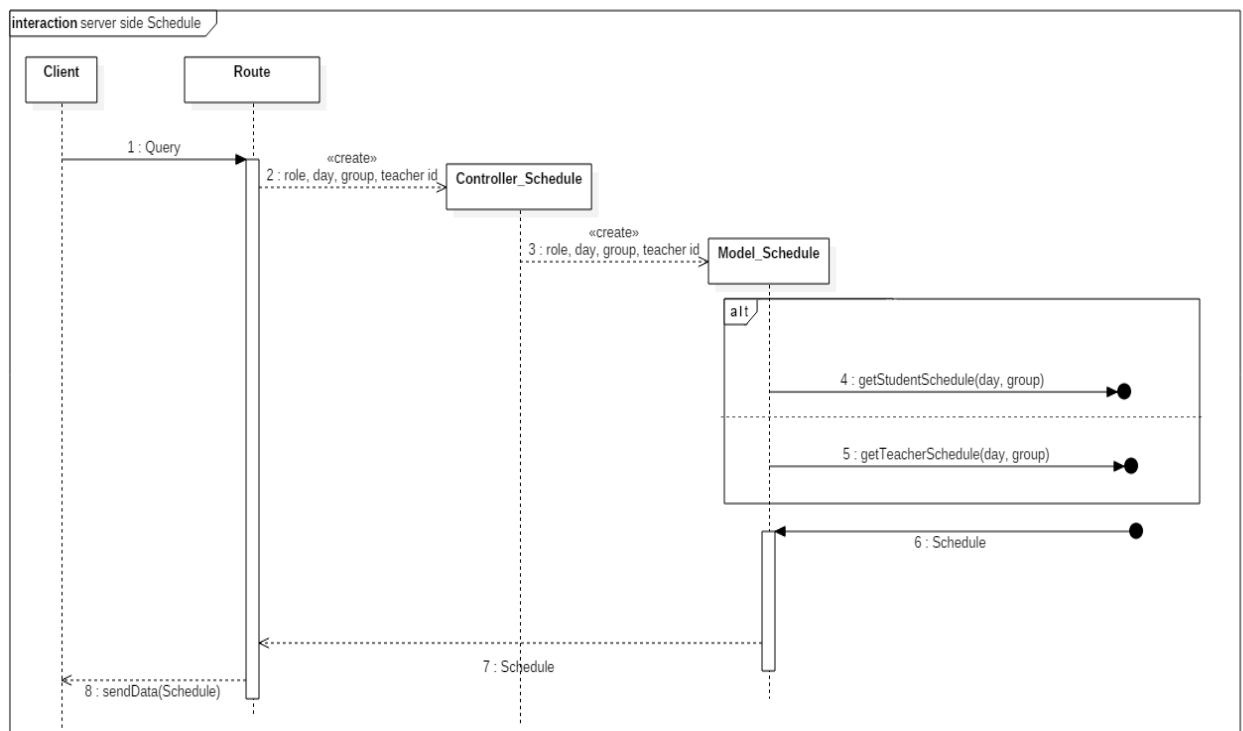 interaction server side Schedule
Client
Route
1 : Query
«create»
2 : role, day, group, teacher id
Controller_Schedule
«create»
3 : role, day, group, teacher id
Model_Schedule
alt
4 : getStudentSchedule(day, group)
5 : getTeacherSchedule(day, group)
6 : Schedule
7 : Schedule
8 : sendData(Schedule)